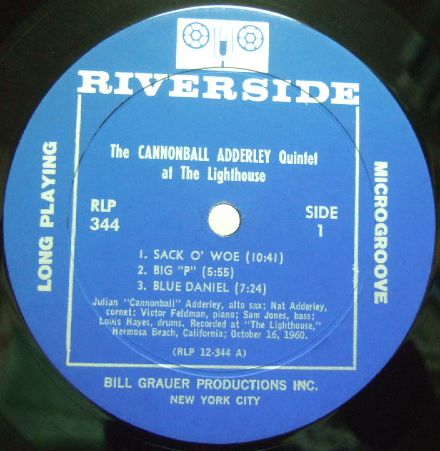 RIVERSIDE
The CANNONBALL ADDERLEY Quintet
at The Lighthouse
LONG PLAYING
MICROGROOVE
RLP
344
SIDE
1
1. SACK O' WOE (10:41)
2. BIG "P" (5:55)
3. BLUE DANIEL (7:24)
Julian "Cannonball" Adderley, alto sax; Nat Adderley,
cornet; Victor Feldman, piano; Sam Jones, bass;
Louis Hayes, drums. Recorded at "The Lighthouse,"
Hermosa Beach, California; October 16, 1960.
(RLP 12-344 A)
BILL GRAUER PRODUCTIONS INC.
NEW YORK CITY